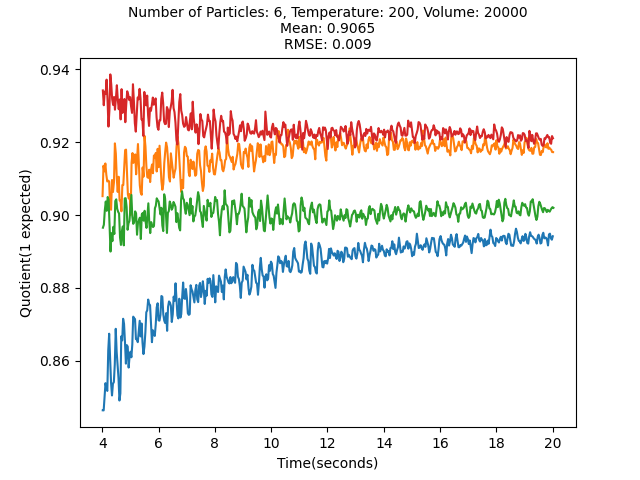 Number of Particles: 6, Temperature: 200, Volume: 20000
Mean: 0.9065
RMSE: 0.009
0.94
0.92
0.90
0.88
0.86
Quotient(1 expected)
4 6 8 10 12 14 16 18 20
Time(seconds)